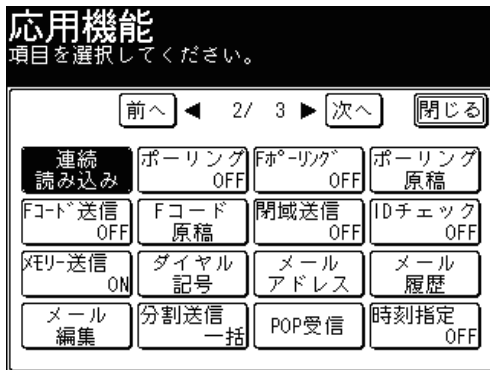 応用機能
項目を選択してください。
前へ ◀ 2/ 3 ▶ 次へ 閉じる
連続
読み込み
ポーリング
OFF
Fﾎﾟｰﾘﾝｸﾞ
OFF
ポーリング
原稿
Fｺｰﾄﾞ送信
OFF
Fコード
原稿
閉域送信
OFF
IDチェック
OFF
ﾒﾓﾘｰ送信
ON
ダイヤル
記号
メール
アドレス
メール
履歴
メール
編集
分割送信
一括
POP受信
時刻指定
OFF